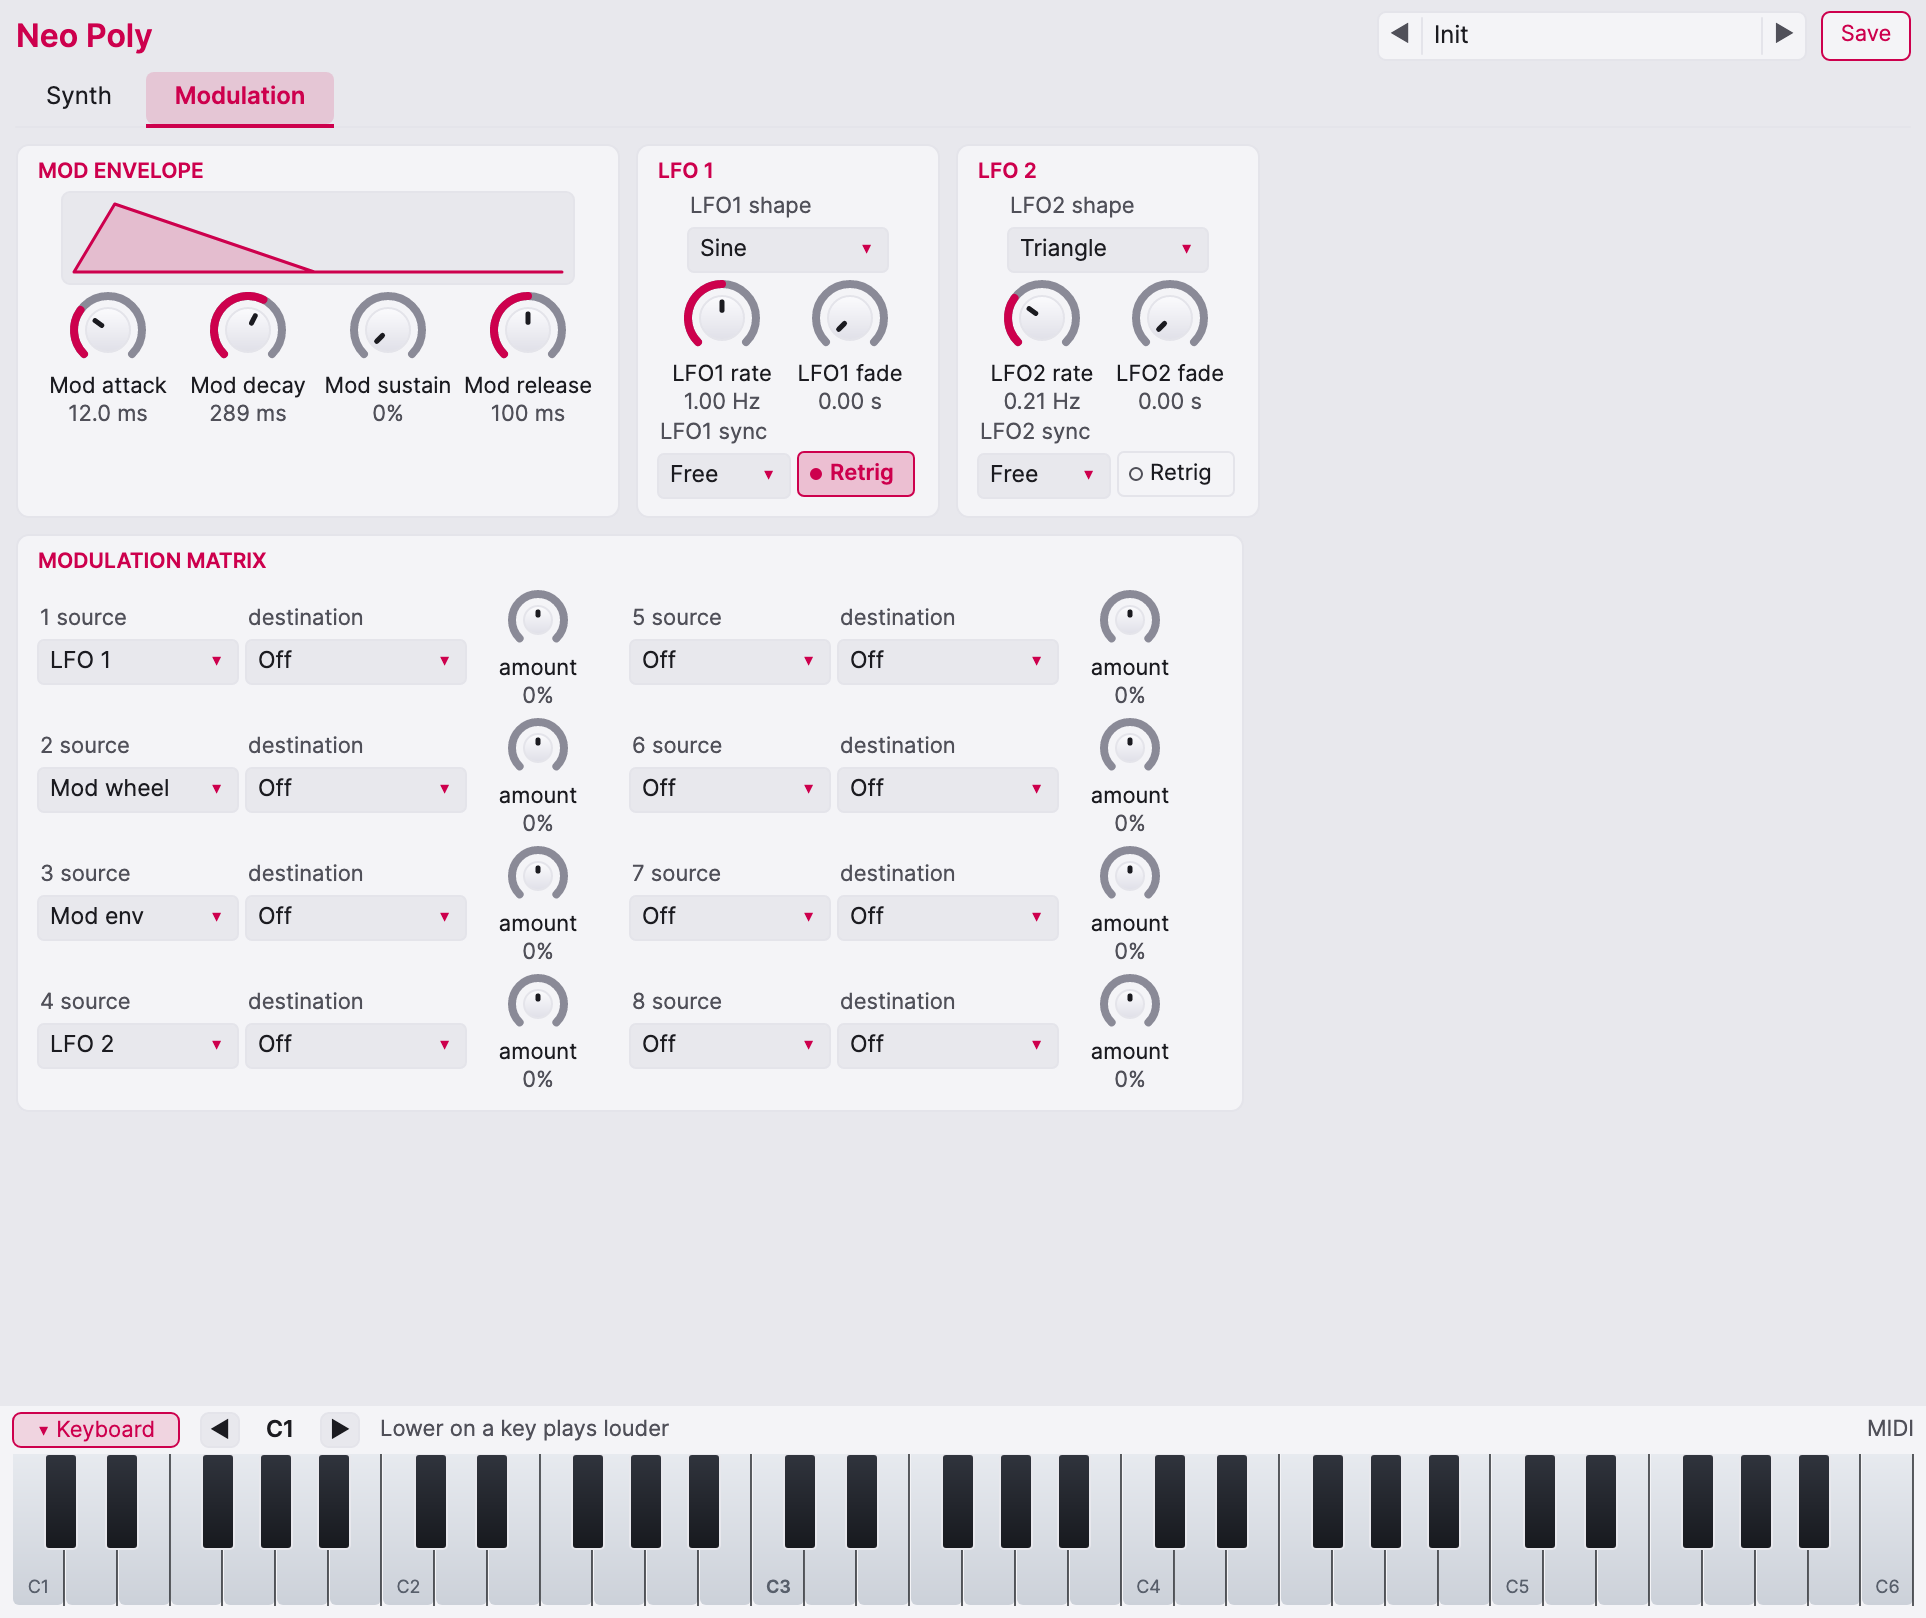 Neo Poly
Init
Save
Synth
Modulation
MOD ENVELOPE
Mod attack
12.0 ms
Mod decay
289 ms
Mod sustain
0%
Mod release
100 ms
LFO 1
LFO1 shape
Sine
LFO1 rate
1.00 Hz
LFO1 fade
0.00 s
LFO1 sync
Free
Retrig
LFO 2
LFO2 shape
Triangle
LFO2 rate
0.21 Hz
LFO2 fade
0.00 s
LFO2 sync
Free
Retrig
MODULATION MATRIX
1 source
LFO 1
destination
Off
amount
0%
2 source
Mod wheel
destination
Off
amount
0%
3 source
Mod env
destination
Off
amount
0%
4 source
LFO 2
destination
Off
amount
0%
5 source
Off
destination
Off
amount
0%
6 source
Off
destination
Off
amount
0%
7 source
Off
destination
Off
amount
0%
8 source
Off
destination
Off
amount
0%
Keyboard
C1
Lower on a key plays louder
MIDI
C1
C2
C3
C4
C5
C6